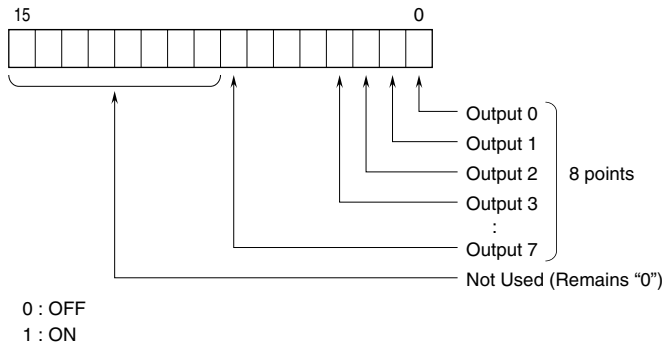 15 0
Output 0
Output 1
Output 2
8 points
Output 3
:
Output 7
Not Used (Remains “0”)
0 : OFF
1 : ON